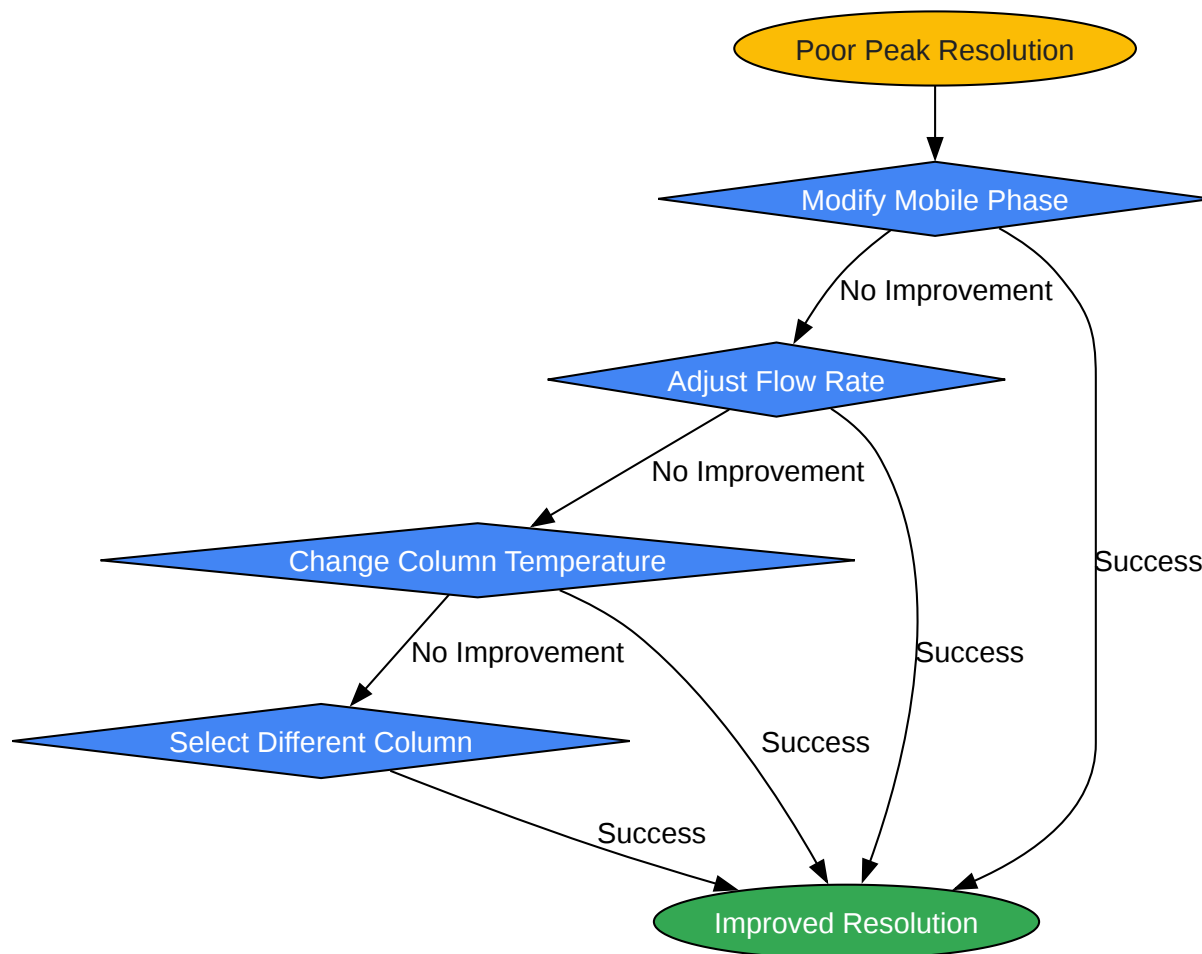 Poor Peak Resolution
Modify Mobile Phase
No Improvement
Adjust Flow Rate
No Improvement
Change Column Temperature
Success
No Improvement
Success
Select Different Column
Success
Success
Improved Resolution